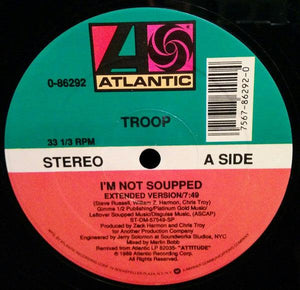 ATLANTIC
0-86292
TROOP
7567-86292-0
33 1/3 RPM
STEREO
A SIDE
I'M NOT SOUPPED
EXTENDED VERSION/7:49
(Steve Russell, William Z. Harmon, Chris Troy)
Gimme 1/2 Publishing/Platinum Gold Music/
Leftover Soupped Music/Disguise Music, (ASCAP)
ST-DM-67549-SP
Produced by Zack Harmon and Chris Troy
for Another Production Company
Engineered by Jerry Solomon at Soundworks Studios, NYC
Mixed by Merlin Bobb
Remixed from Atlantic LP 82035- "ATTITUDE"
℗ 1989 Atlantic Recording Corp.
All Rights Reserved.